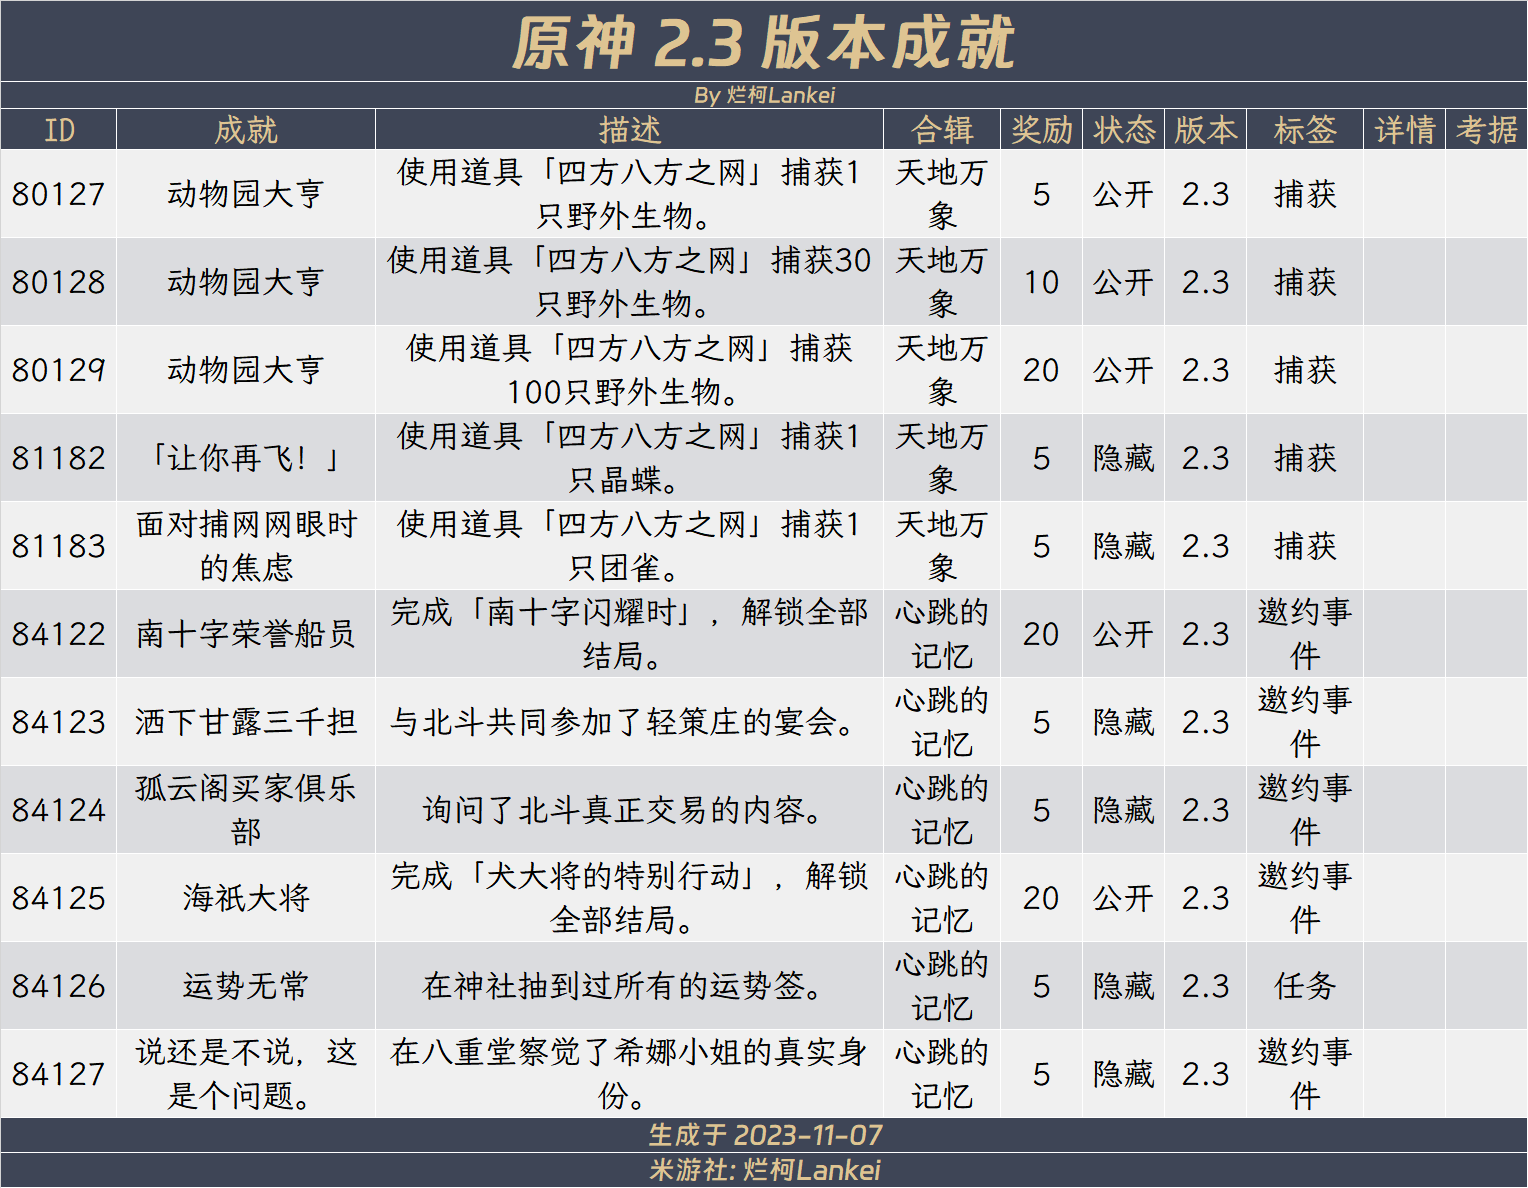 原神 2.3 版本成就
By 烂柯Lankei
ID 成就 描述 合辑 奖励 状态 版本 标签 详情 考据
80127 动物园大亨 使用道具「四方八方之网」捕获1 天地万 5 公开 2.3 捕获
只野外生物。 象
80128 动物园大亨 使用道具「四方八方之网」捕获30 天地万 10 公开 2.3 捕获
只野外生物。 象
80129 动物园大亨 使用道具「四方八方之网」捕获 天地万 20 公开 2.3 捕获
100只野外生物。 象
81182 「让你再飞！」 使用道具「四方八方之网」捕获1 天地万 5 隐藏 2.3 捕获
只晶蝶。 象
81183 面对捕网网眼时 使用道具「四方八方之网」捕获1 天地万 5 隐藏 2.3 捕获
的焦虑 只团雀。 象
84122 南十字荣誉船员 完成「南十字闪耀时」，解锁全部 心跳的 20 公开 2.3 邀约事
结局。 记忆 件
84123 洒下甘露三千担 与北斗共同参加了轻策庄的宴会。 心跳的 5 隐藏 2.3 邀约事
记忆 件
84124 孤云阁买家俱乐 询问了北斗真正交易的内容。 心跳的 5 隐藏 2.3 邀约事
部 记忆 件
84125 海祇大将 完成「犬大将的特别行动」，解锁 心跳的 20 公开 2.3 邀约事
全部结局。 记忆 件
84126 运势无常 在神社抽到过所有的运势签。 心跳的 5 隐藏 2.3 任务
记忆
84127 说还是不说，这 在八重堂察觉了希娜小姐的真实身 心跳的 5 隐藏 2.3 邀约事
是个问题。 份。 记忆 件
生成于 2023-11-07
米游社: 烂柯Lankei